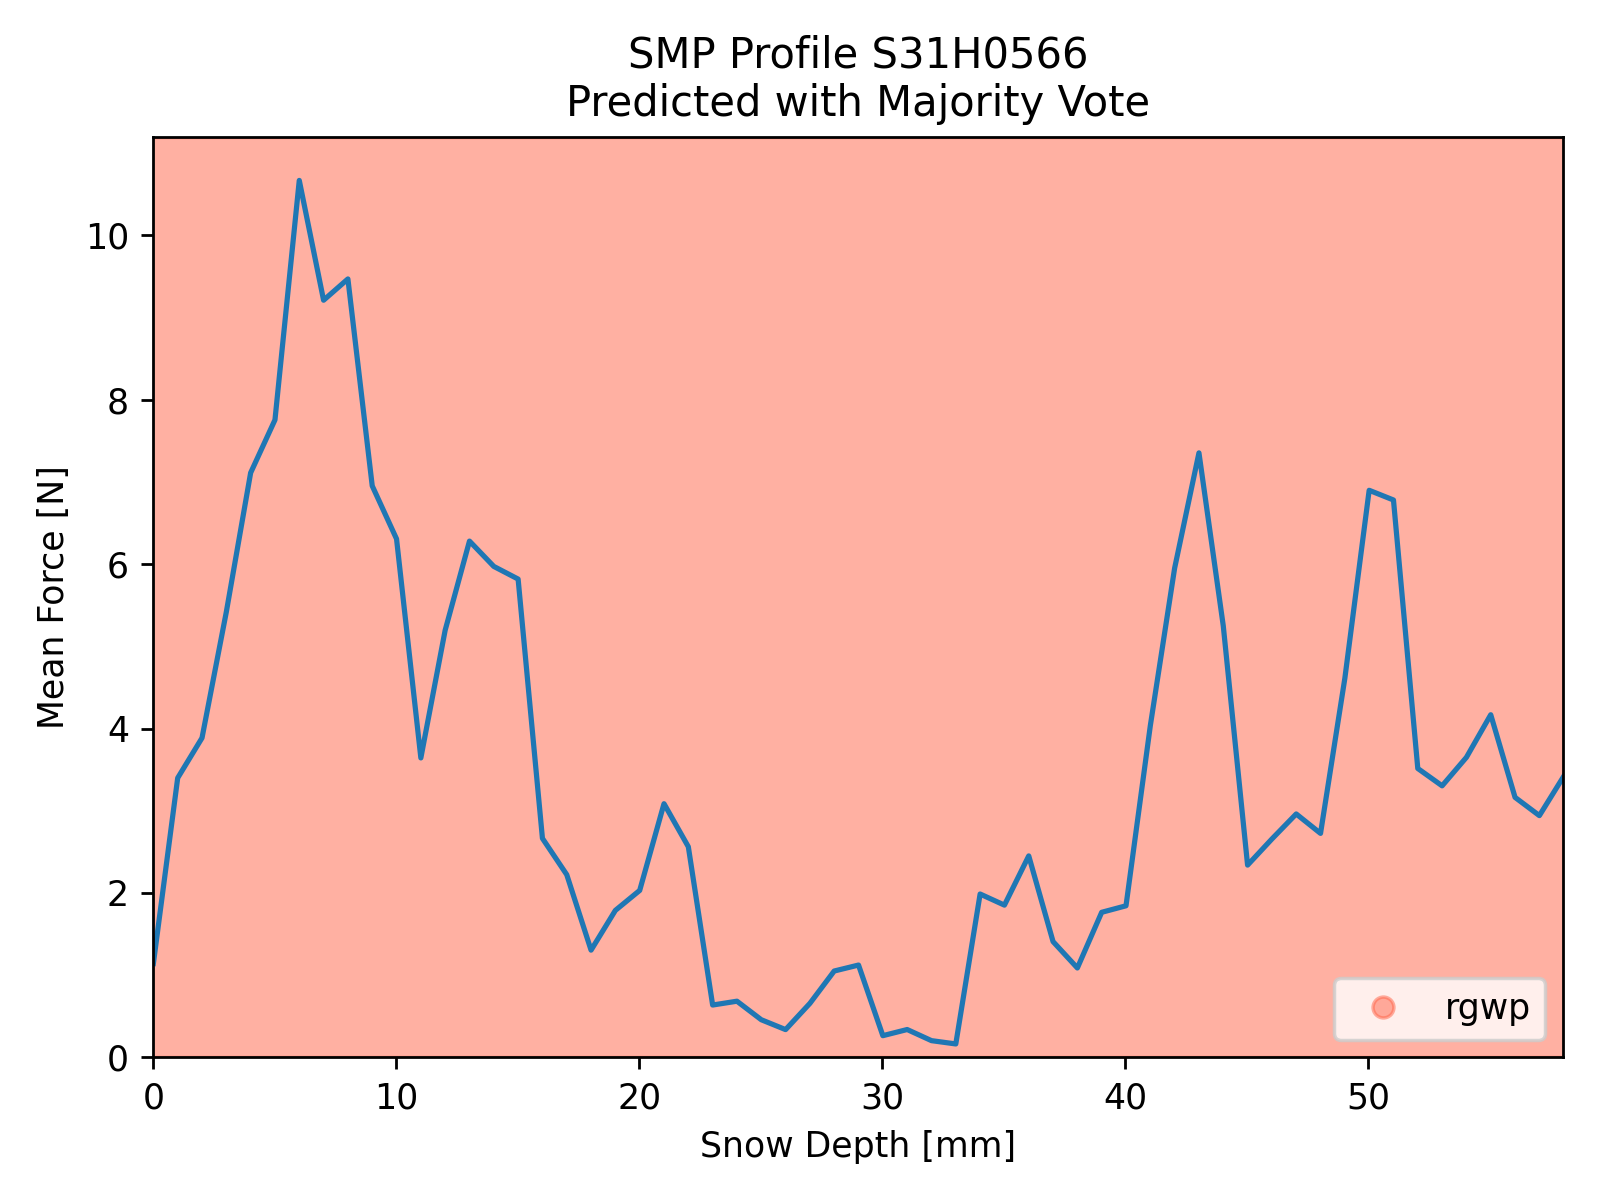 SMP Profile S31H0566
Predicted with Majority Vote
Mean Force [N]
10
8
6
4
2
0
0 10 20 30 40 50
Snow Depth [mm]
rgwp